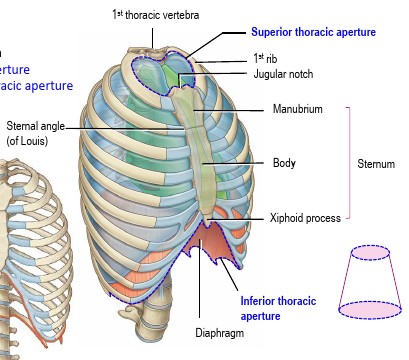 1st thoracic vertebra
Superior thoracic aperture
1st rib
Jugular notch
Manubrium
Sternal angle
(of Louis)
Body
Sternum
Xiphoid process
Inferior thoracic
aperture
Diaphragm
aperture